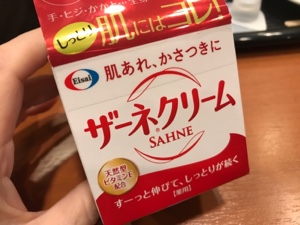 手・ヒジ・かかと
しっとり肌にはコレ!
Eisai
肌あれ、かさつきに
ザーネクリーム
SAHNE
天然型
ビタミンE
配合
すーっと伸びて、しっとりが続く
【薬用】